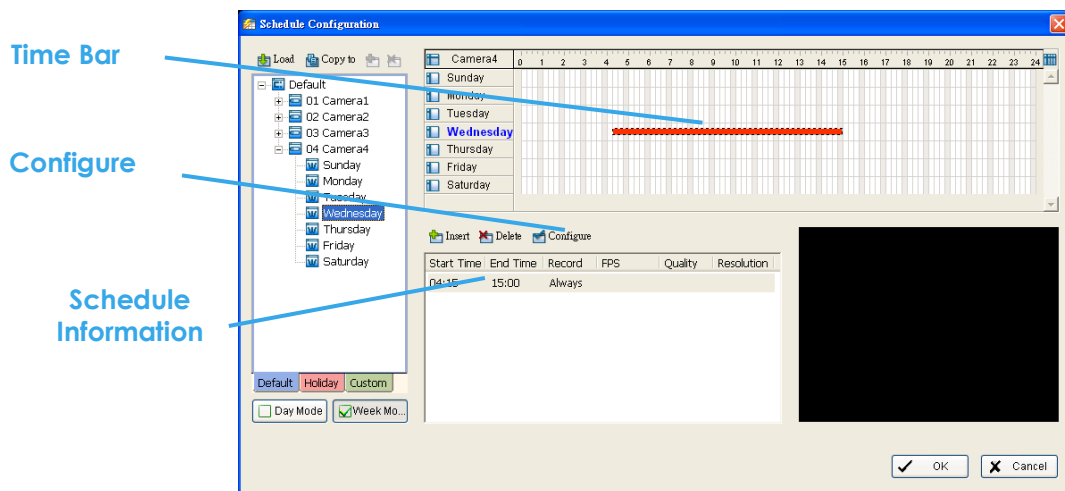 Schedule Configuration
Time Bar
Load Copy to
Camera4 0 1 2 3 4 5 6 7 8 9 10 11 12 13 14 15 16 17 18 19 20 21 22 23 24
Sunday
Monday
Tuesday
Wednesday
Thursday
Friday
Saturday
Default
01 Camera1
02 Camera2
03 Camera3
04 Camera4
Sunday
Monday
Tuesday
Wednesday
Thursday
Friday
Saturday
Configure
Insert Delete Configure
Start Time End Time Record FPS Quality Resolution
04:15 15:00 Always
Schedule
Information
Default Holiday Custom
Day Mode Week Mo...
OK Cancel